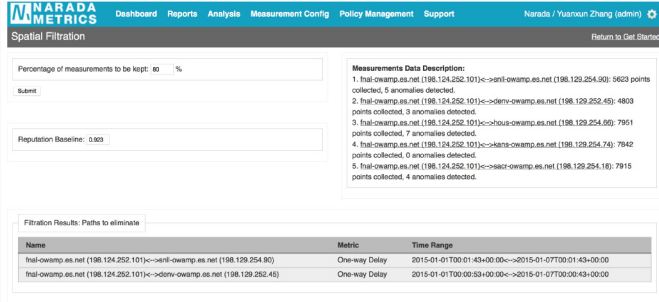 NARADA METRICS
Dashboard Reports Analysis Measurement Config Policy Management Support Narada / Yuanxun Zhang (admin)
Spatial Filtration Return to Get Started
Percentage of measurements to be kept: 60 %
Submit
Reputation Baseline: 0.923
Measurements Data Description:
1. fnal-owamp.es.net (198.124.252.101)<-->snll-owamp.es.net (198.129.254.90): 5623 points
collected, 5 anomalies detected.
2. fnal-owamp.es.net (198.124.252.101)<-->denv-owamp.es.net (198.129.252.45): 4803
points collected, 3 anomalies detected.
3. fnal-owamp.es.net (198.124.252.101)<-->hous-owamp.es.net (198.129.254.66): 7951
points collected, 7 anomalies detected.
4. fnal-owamp.es.net (198.124.252.101)<-->kans-owamp.es.net (198.129.254.74): 7842
points collected, 0 anomalies detected.
5. fnal-owamp.es.net (198.124.252.101)<-->sacr-owamp.es.net (198.129.254.18): 7915
points collected, 4 anomalies detected.
Filtration Results: Paths to eliminate
Name Metric Time Range
fnal-owamp.es.net (198.124.252.101)<-->snll-owamp.es.net (198.129.254.90) One-way Delay 2015-01-01T00:01:43+00:00<-->2015-01-07T00:01:43+00:00
fnal-owamp.es.net (198.124.252.101)<-->denv-owamp.es.net (198.129.252.45) One-way Delay 2015-01-01T00:00:53+00:00<-->2015-01-07T00:00:43+00:00